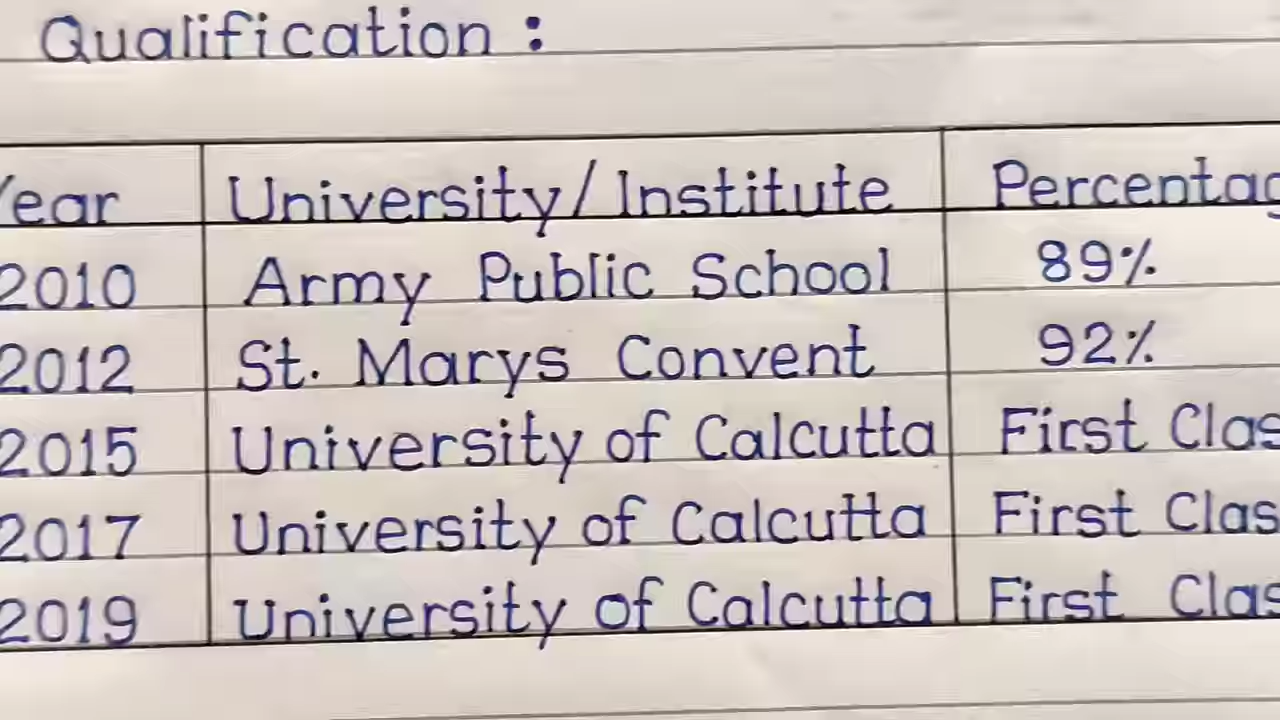 Qualification :
Year University/Institute Percentag
2010 Army Public School 89%
2012 St. Marys Convent 92%
2015 University of Calcutta First Clas
2017 University of Calcutta First Clas
2019 University of Calcutta First Clas